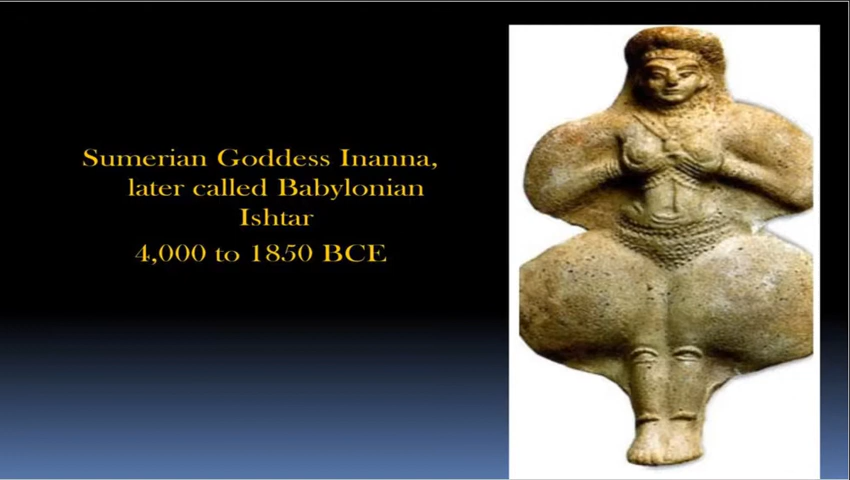 Sumerian Goddess Inanna,
later called Babylonian
Ishtar
4,000 to 1850 BCE